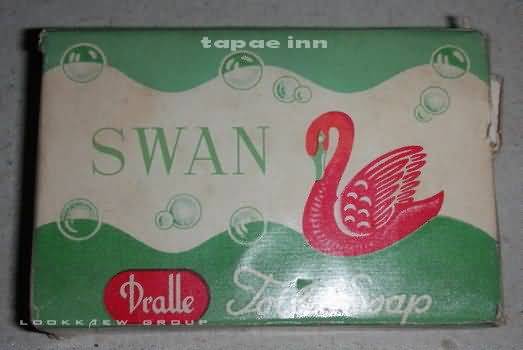 tapae inn
SWAN
Dralle Toilet Soap
LOOKKAEW GROUP